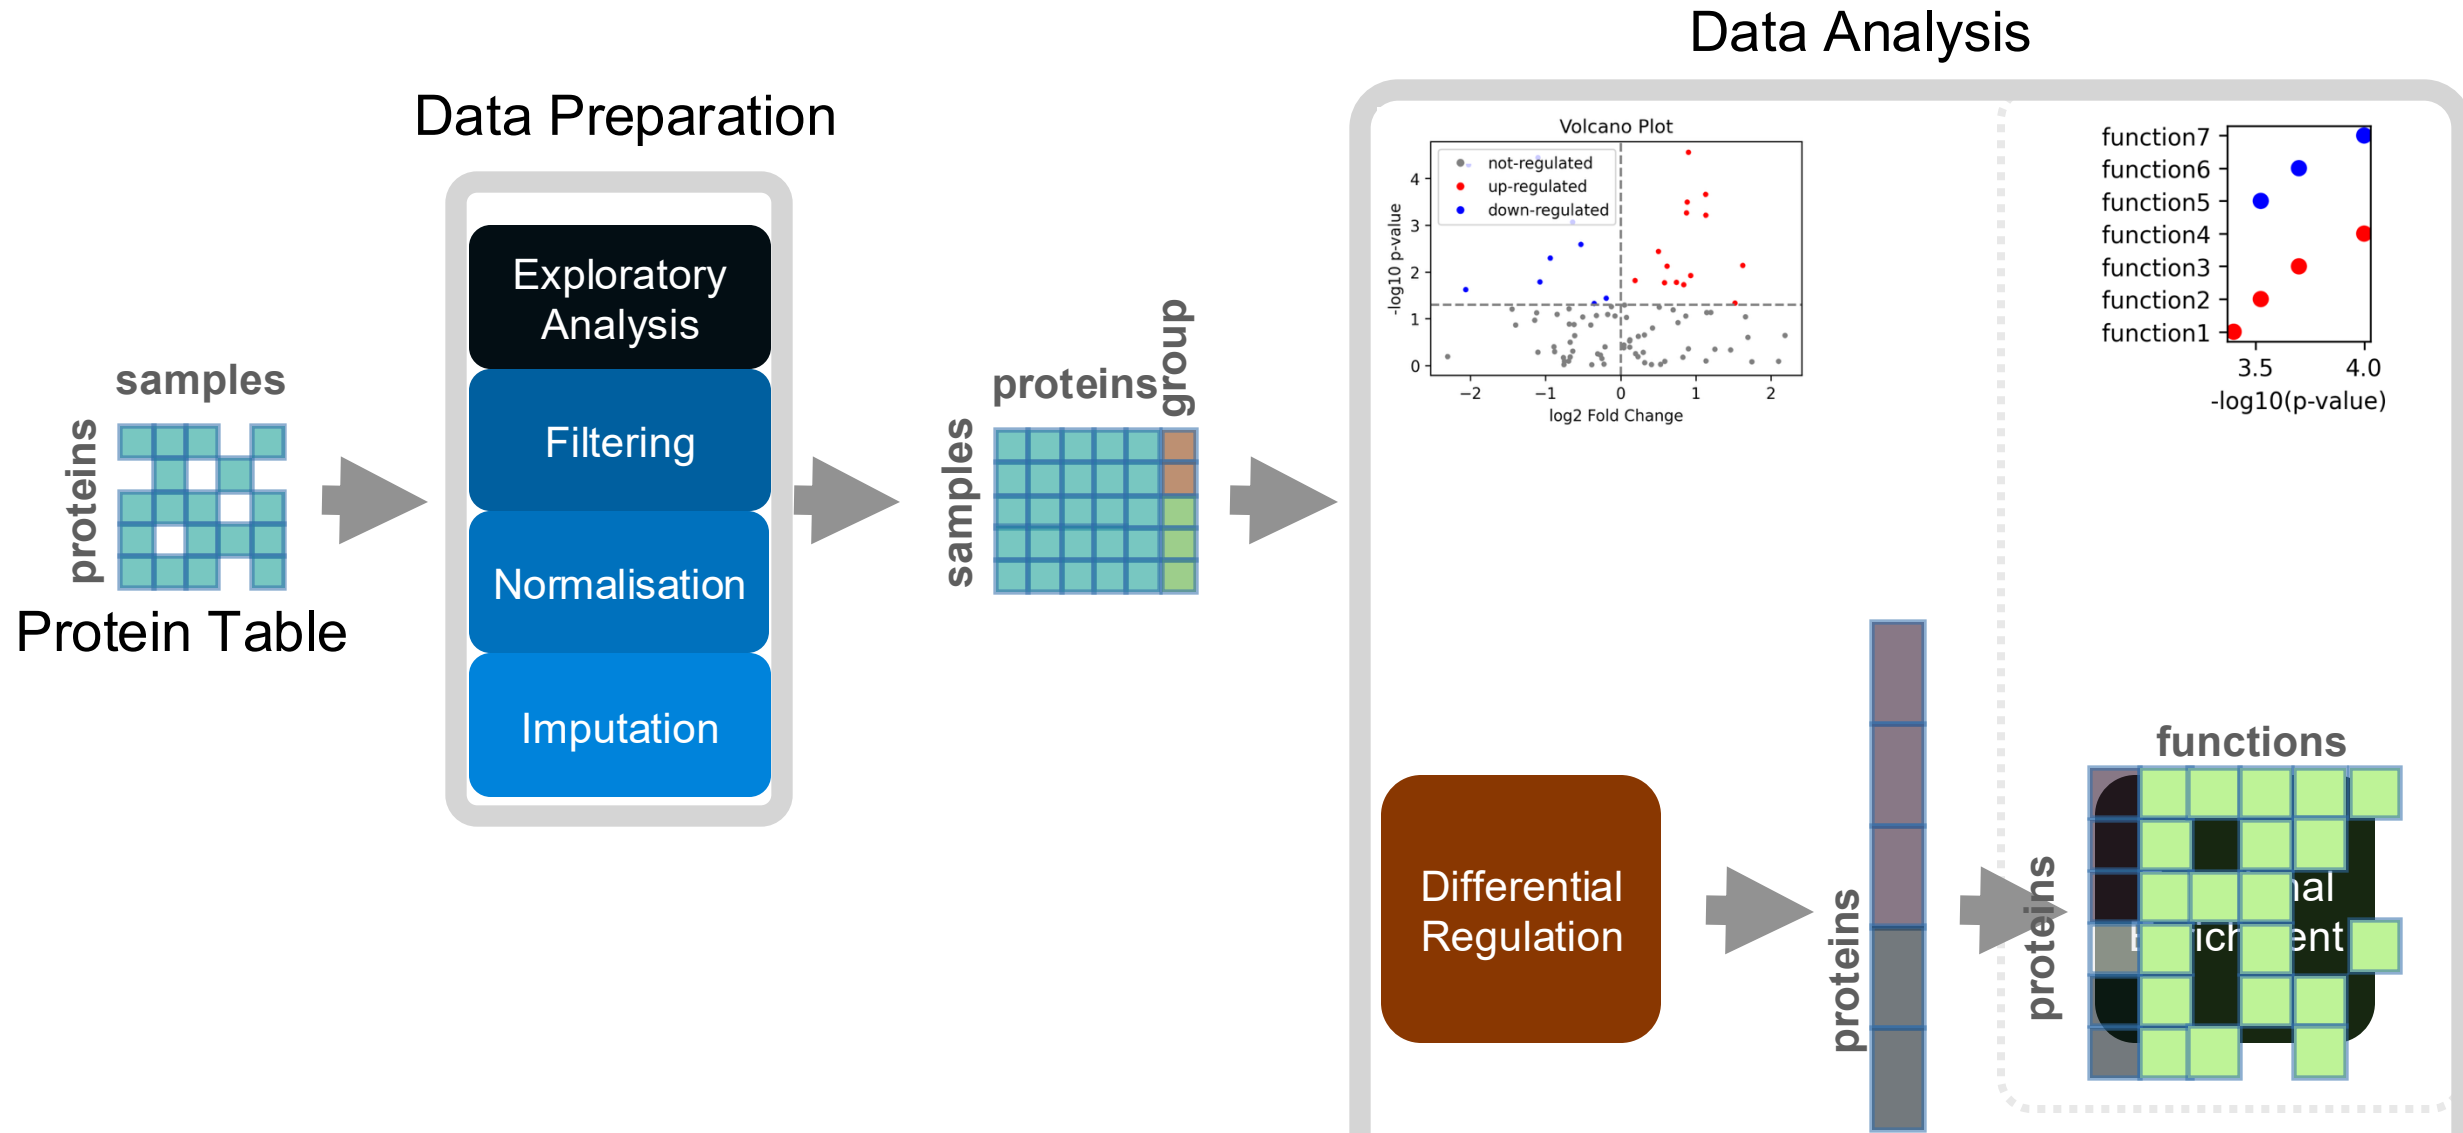 Data Analysis
Data Preparation
Exploratory
Analysis
Filtering
Normalisation
Imputation
samples
proteins
Protein Table
proteins
group
samples
Volcano Plot
not-regulated
up-regulated
down-regulated
4
3
2
1
0
-log10 p-value
−2
−1
0
1
2
log2 Fold Change
function7
function6
function5
function4
function3
function2
function1
3.5
4.0
-log10(p-value)
Differential
Regulation
proteins
functions
proteins